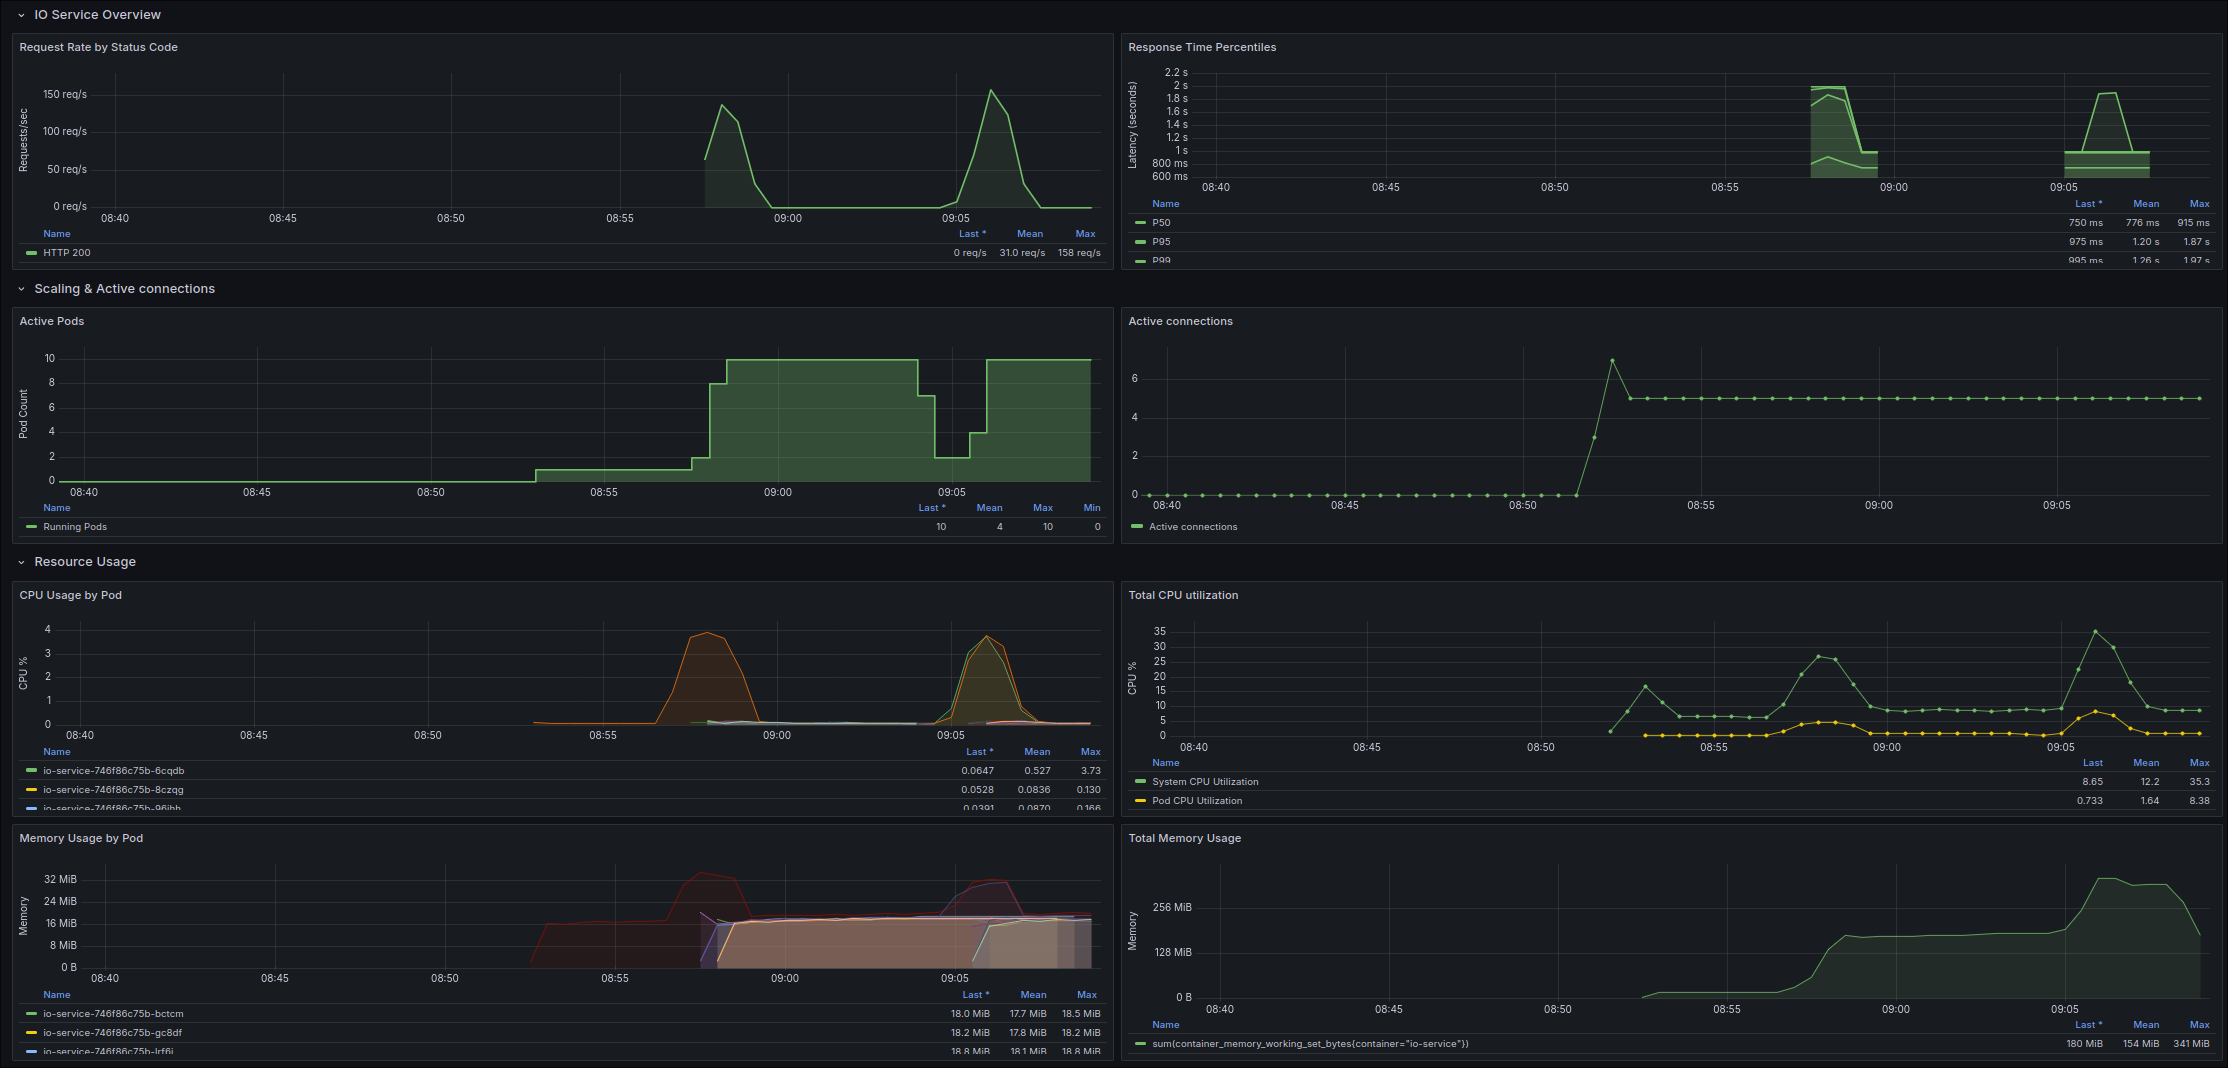 IO Service Overview
Request Rate by Status Code
Requests/sec
150 req/s
100 req/s
50 req/s
0 req/s
08:40 08:45 08:50 08:55 09:00 09:05
Name Last * Mean Max
HTTP 200 0 req/s 31.0 req/s 158 req/s
Response Time Percentiles
Latency (seconds)
2.2 s
2 s
1.8 s
1.6 s
1.4 s
1.2 s
1 s
800 ms
600 ms
08:40 08:45 08:50 08:55 09:00 09:05
Name Last * Mean Max
P50 750 ms 776 ms 915 ms
P95 975 ms 1.20 s 1.87 s
P99 995 ms 1.26 s 1.97 s
Scaling & Active connections
Active Pods
Pod Count
10
8
6
4
2
0
08:40 08:45 08:50 08:55 09:00 09:05
Name Last * Mean Max Min
Running Pods 10 4 10 0
Active connections
6
4
2
0
08:40 08:45 08:50 08:55 09:00 09:05
Active connections
Resource Usage
CPU Usage by Pod
CPU %
4
3
2
1
0
08:40 08:45 08:50 08:55 09:00 09:05
Name Last * Mean Max
io-service-746f86c75b-6cqdb 0.0647 0.527 3.73
io-service-746f86c75b-8czqg 0.0528 0.0836 0.130
io-service-746f86c75b-96jhh 0.0391 0.0870 0.166
Total CPU utilization
CPU %
35
30
25
20
15
10
5
0
08:40 08:45 08:50 08:55 09:00 09:05
Name Last Mean Max
System CPU Utilization 8.65 12.2 35.3
Pod CPU Utilization 0.733 1.64 8.38
Memory Usage by Pod
Memory
32 MiB
24 MiB
16 MiB
8 MiB
0 B
08:40 08:45 08:50 08:55 09:00 09:05
Name Last * Mean Max
io-service-746f86c75b-bctcm 18.0 MiB 17.7 MiB 18.5 MiB
io-service-746f86c75b-gc8df 18.2 MiB 17.8 MiB 18.2 MiB
18.8 MiB 18.1 MiB 18.8 MiB
Total Memory Usage
Memory
256 MiB
128 MiB
0 B
08:40 08:45 08:50 08:55 09:00 09:05
Name Last * Mean Max
sum(container_memory_working_set_bytes{container="io-service"}) 180 MiB 154 MiB 341 MiB